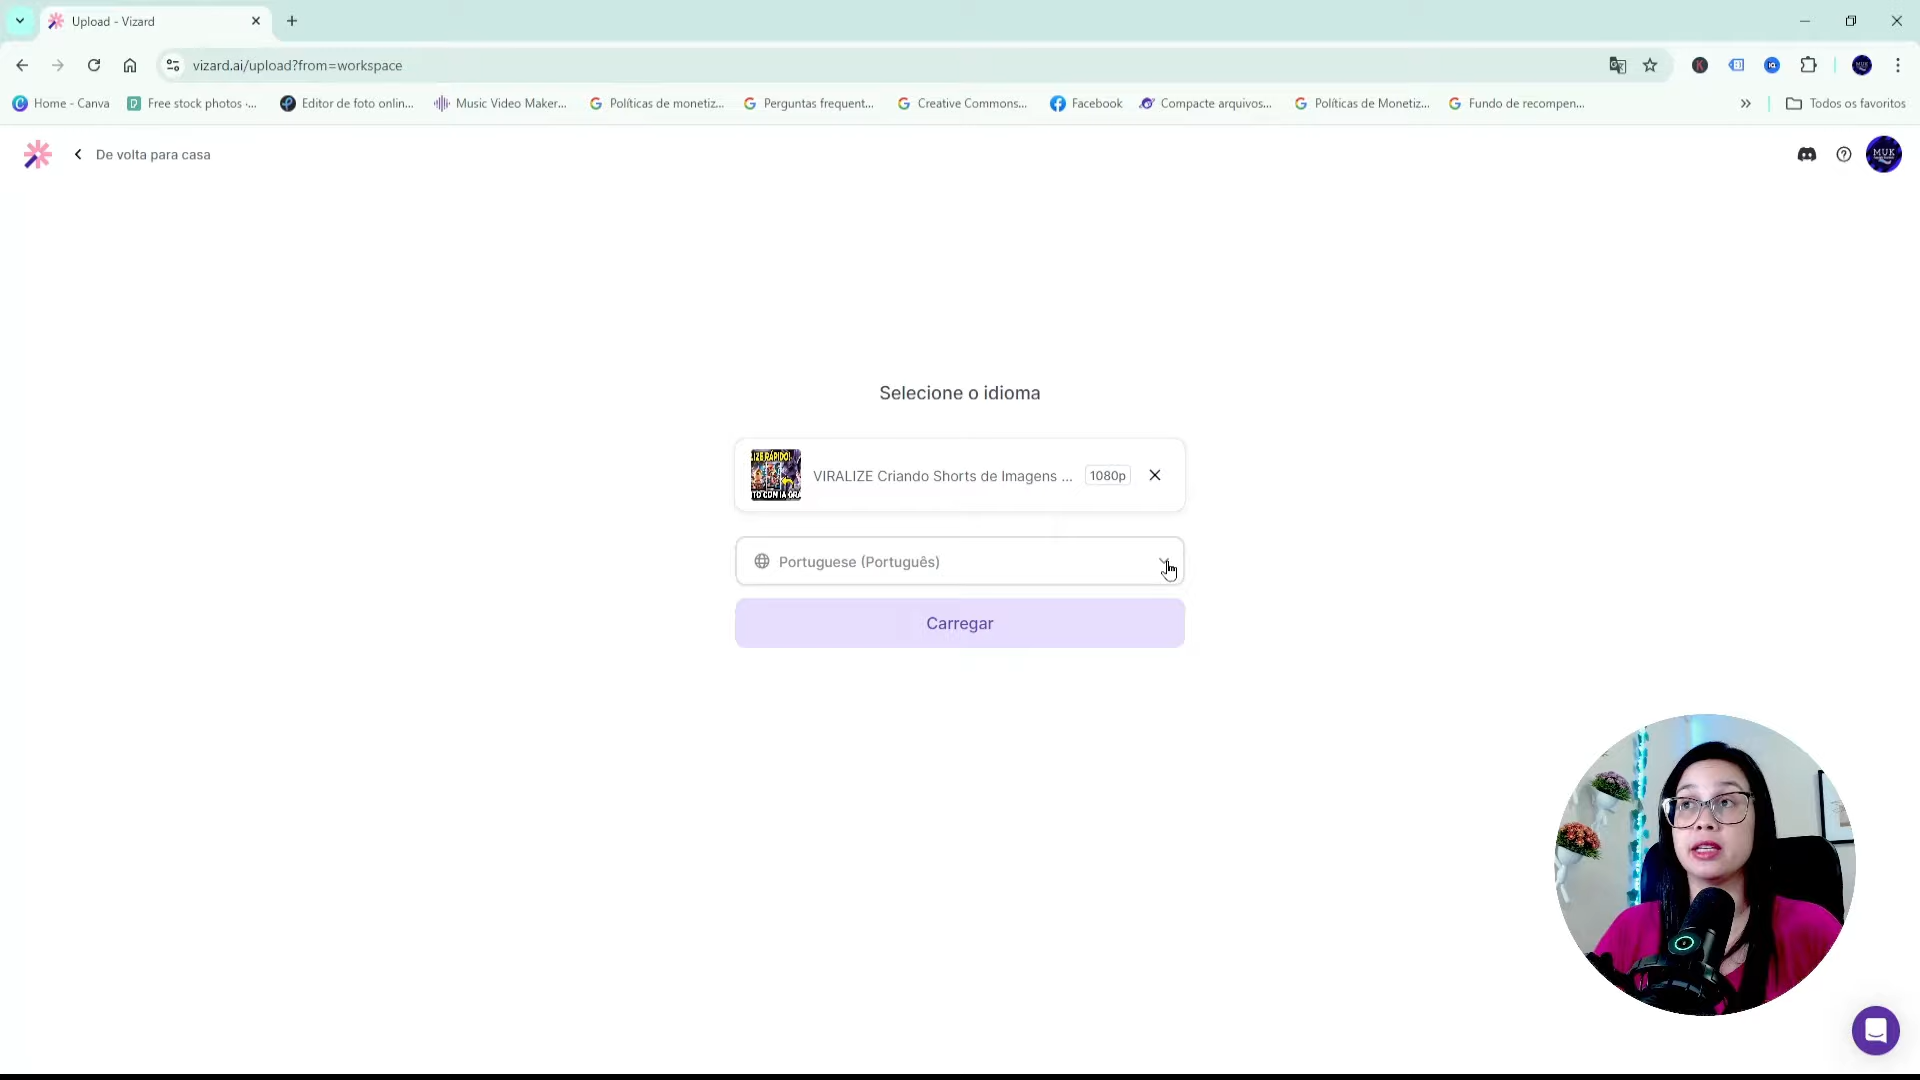 Upload - Vizard
vizard.ai/upload?from=workspace
Home - Canva
Free stock photos ·...
Editor de foto onlin...
Music Video Maker...
Políticas de monetiz...
Perguntas frequent...
Creative Commons...
Facebook
Compacte arquivos...
Políticas de Monetiz...
Fundo de recompen...
Todos os favoritos
De volta para casa
MUK
Selecione o idioma
VIRALIZE Criando Shorts de Imagens ...
1080p
Portuguese (Português)
Carregar